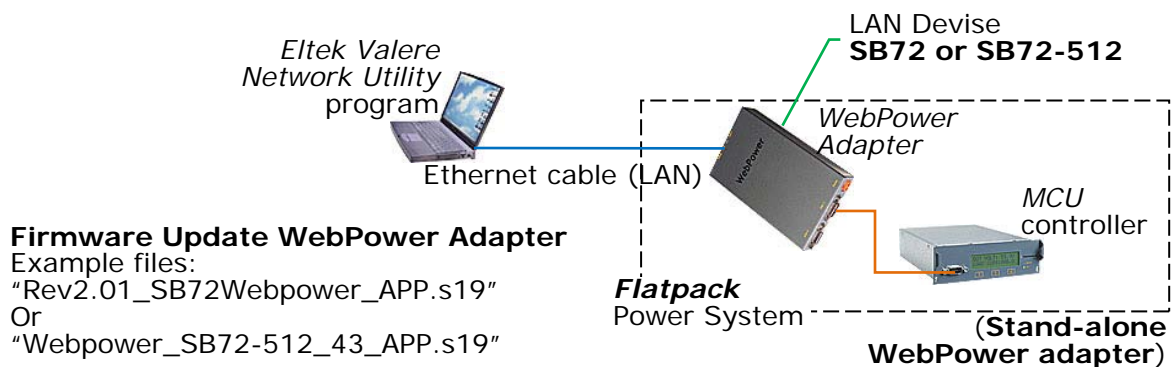 Eltek Valere
Network Utility
program
LAN Devise
SB72 or SB72-512
WebPower
Adapter
WebPower
Ethernet cable (LAN)
MCU
controller
Firmware Update WebPower Adapter
Example files:
"Rev2.01_SB72Webpower_APP.s19"
Or
"Webpower_SB72-512_43_APP.s19"
Flatpack
Power System
(Stand-alone
WebPower adapter)